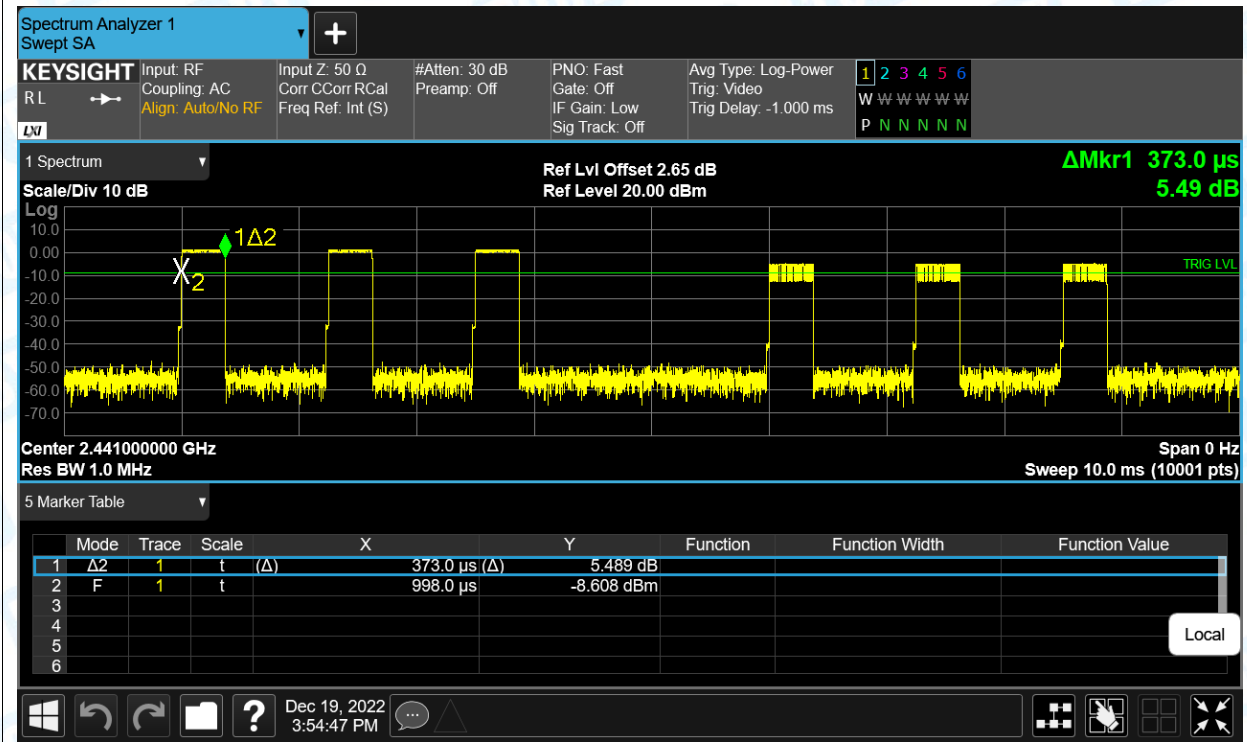 Spectrum Analyzer 1
Swept SA
KEYSIGHT Input: RF Input Z: 50 Ω #Atten: 30 dB PNO: Fast Avg Type: Log-Power 1 2 3 4 5 6
R L Coupling: AC Corr CCorr RCal Preamp: Off Gate: Off Trig: Video W W W W W W
Align: Auto/No RF Freq Ref: Int (S) IF Gain: Low Trig Delay: -1.000 ms
LXI Sig Track: Off P N N N N N
1 Spectrum Ref Lvl Offset 2.65 dB ΔMkr1 373.0 µs
Scale/Div 10 dB Ref Level 20.00 dBm 5.49 dB
Log
10.0 1Δ2
0.00 TRIG LVL
-10.0 X2
-20.0
-30.0
-40.0
-50.0
-60.0
-70.0
Center 2.441000000 GHz Span 0 Hz
Res BW 1.0 MHz Sweep 10.0 ms (10001 pts)
5 Marker Table
Mode Trace Scale X Y Function Function Width Function Value
1 Δ2 1 t (Δ) 373.0 µs (Δ) 5.489 dB
2 F 1 t 998.0 µs -8.608 dBm
3
4
5
6
Local
? Dec 19, 2022
3:54:47 PM